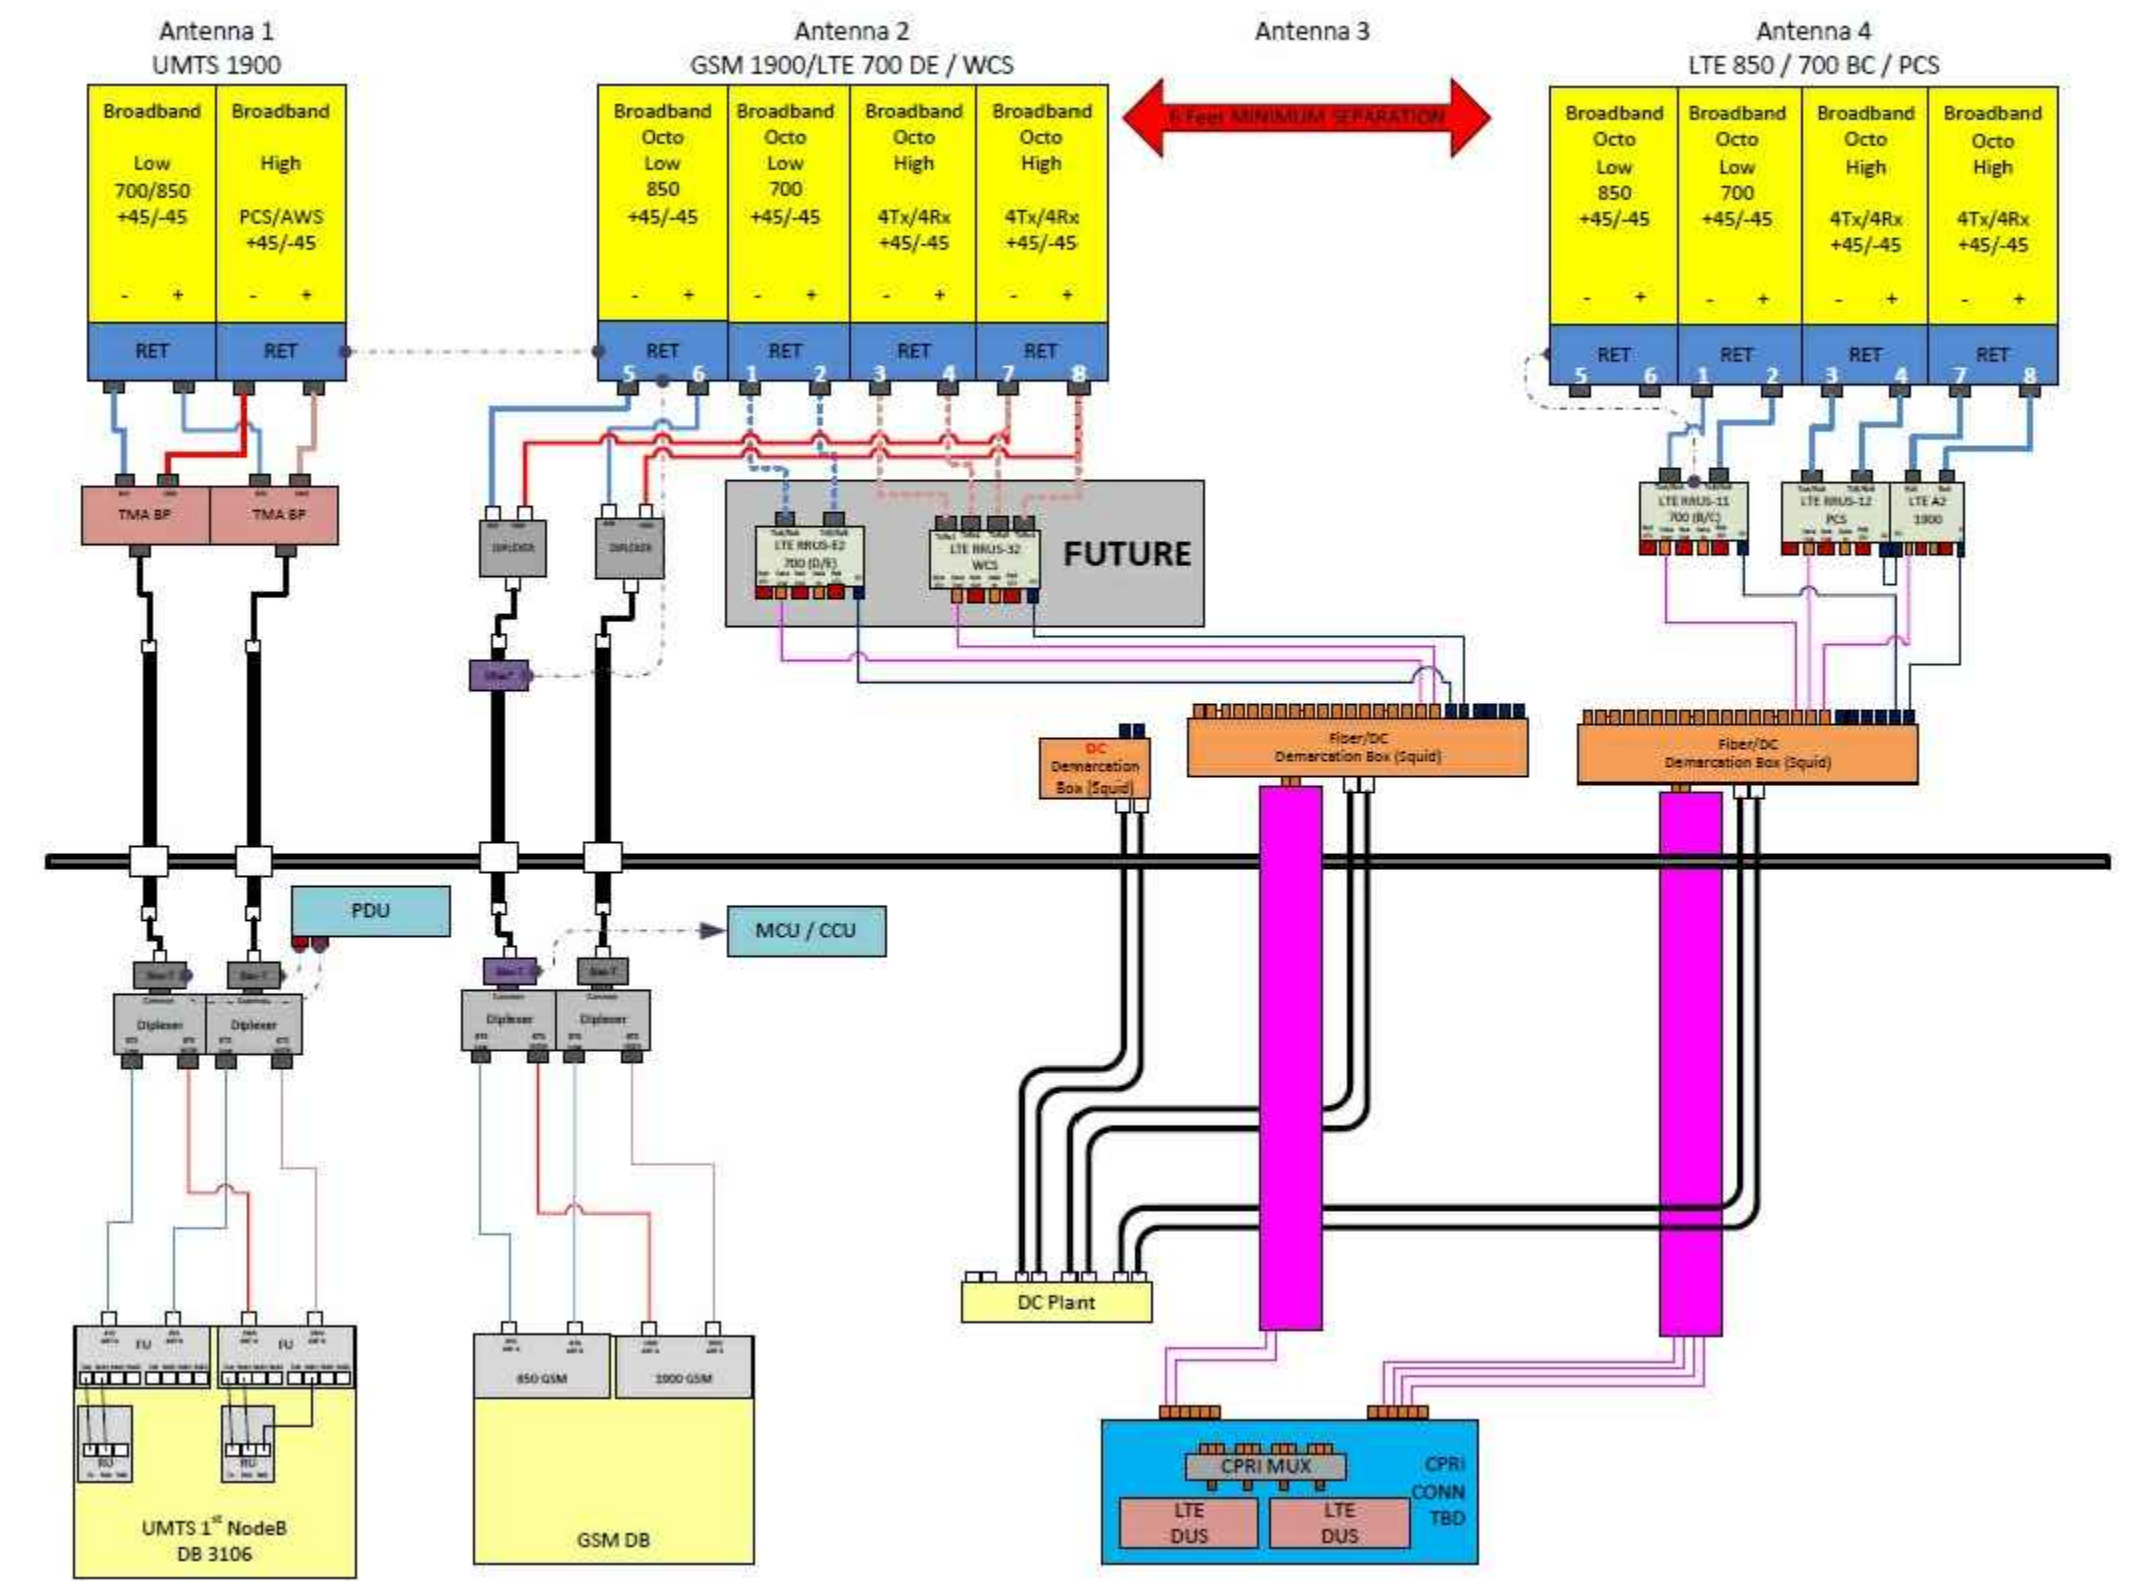 Antenna 1
UMTS 1900
Antenna 2
GSM 1900/LTE 700 DE / WCS
Antenna 3
Antenna 4
LTE 850 / 700 BC / PCS
Broadband
Low
700/850
+45/-45
- +
Broadband
High
PCS/AWS
+45/-45
- +
Broadband
Octo
Low
850
+45/-45
- +
Broadband
Octo
Low
700
+45/-45
- +
Broadband
Octo
High
4Tx/4Rx
+45/-45
- +
Broadband
Octo
High
4Tx/4Rx
+45/-45
- +
6 Feet MINIMUM SEPARATION
Broadband
Octo
Low
850
+45/-45
- +
Broadband
Octo
Low
700
+45/-45
- +
Broadband
Octo
High
4Tx/4Rx
+45/-45
- +
Broadband
Octo
High
4Tx/4Rx
+45/-45
- +
RET
RET
RET
RET
RET
RET
5 6 1 2 3 4 7 8
RET
RET
RET
RET
5 6 1 2 3 4 7 8
TMA BP
TMA BP
DIPLEXER
DIPLEXER
LTE RRUS-E2
700 (D/E)
LTE RRUS-32
WCS
FUTURE
LTE RRUS-11
700 (B/C)
LTE RRUS-12
PCS
LTE A2
1900
DC
Demarcation
Box (Squid)
Fiber/DC
Demarcation Box (Squid)
Fiber/DC
Demarcation Box (Squid)
PDU
MCU / CCU
Bias-T
Bias-T
Bias-T
Bias-T
Common
Common
Common
Diplexer
Diplexer
Diplexer
Diplexer
DC Plant
FU
FU
RU
RU
UMTS 1st NodeB
DB 3106
850 GSM
1900 GSM
GSM DB
CPRI MUX
CPRI
CONN
TBD
LTE
DUS
LTE
DUS